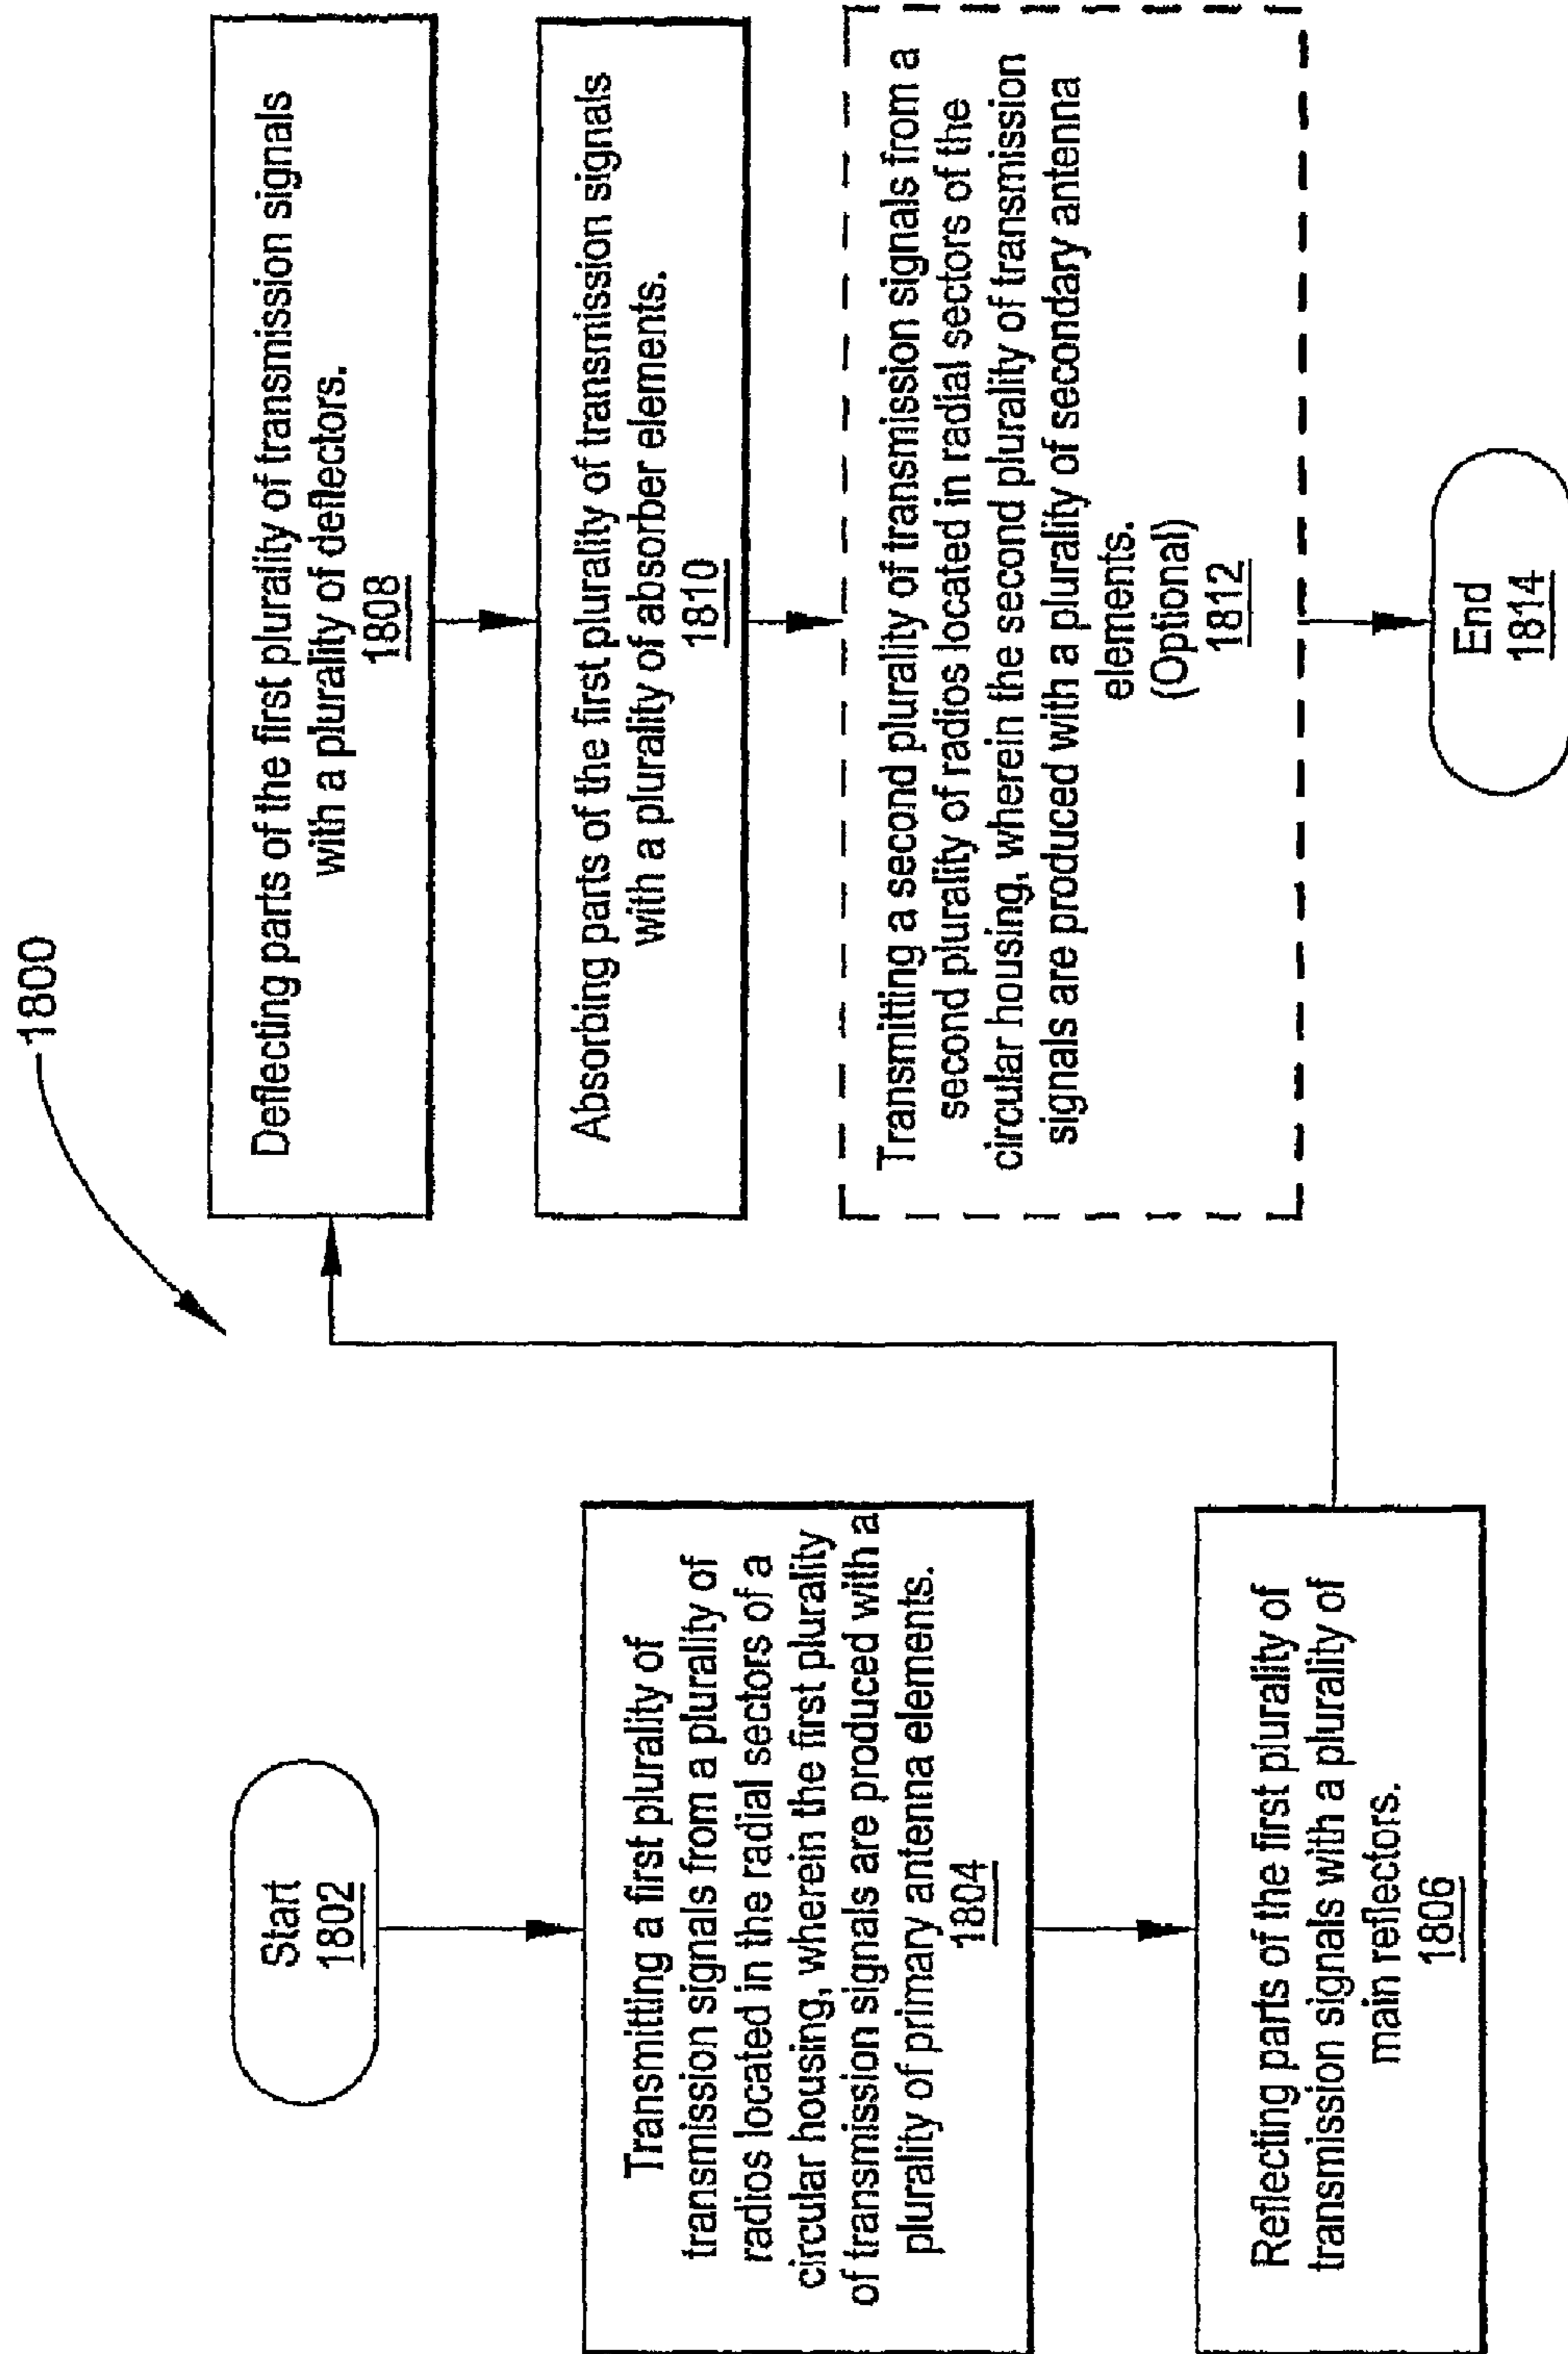 1800
Start
1802
Transmitting a first plurality of
transmission signals from a plurality of
radios located in the radial sectors of a
circular housing, wherein the first plurality
of transmission signals are produced with a
plurality of primary antenna elements.
1804
Reflecting parts of the first plurality of
transmission signals with a plurality of
main reflectors.
1806
Deflecting parts of the first plurality of transmission signals
with a plurality of deflectors.
1808
Absorbing parts of the first plurality of transmission signals
with a plurality of absorber elements.
1810
Transmitting a second plurality of transmission signals from a
second plurality of radios located in radial sectors of the
circular housing, wherein the second plurality of transmission
signals are produced with a plurality of secondary antenna
elements.
(Optional)
1812
End
1814